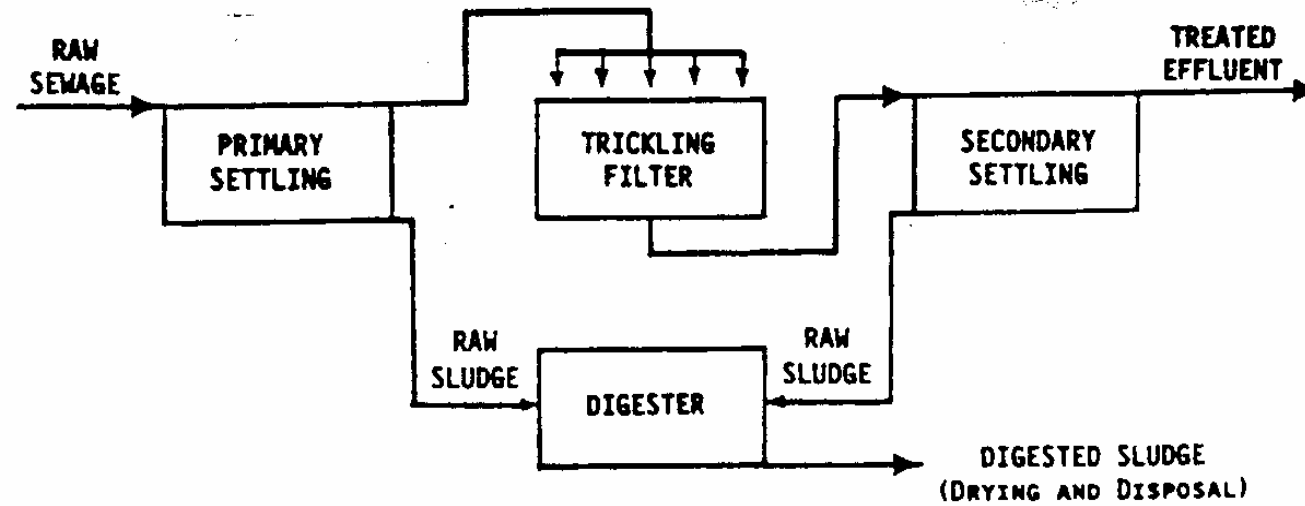 RAW
SEWAGE
PRIMARY
SETTLING
TRICKLING
FILTER
SECONDARY
SETTLING
TREATED
EFFLUENT
RAW
SLUDGE
DIGESTER
RAW
SLUDGE
DIGESTED SLUDGE
(DRYING AND DISPOSAL)